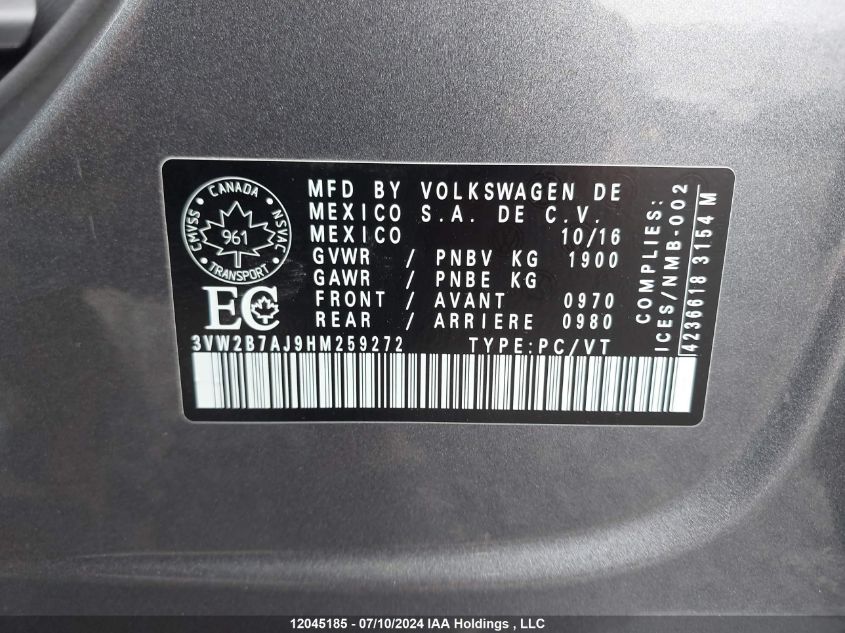 CANADA
CMVSS
NSVAC
961
TRANSPORT
EC
MFD BY VOLKSWAGEN DE
MEXICO S.A. DE C.V.
MEXICO 10/16
GVWR / PNBV KG 1900
GAWR / PNBE KG
FRONT / AVANT 0970
REAR / ARRIERE 0980
3VW2B7AJ9HM259272 TYPE:PC/VT
COMPLIES:
ICES/NMB-002
4236618 3154 M
12045185 - 07/10/2024 IAA Holdings , LLC